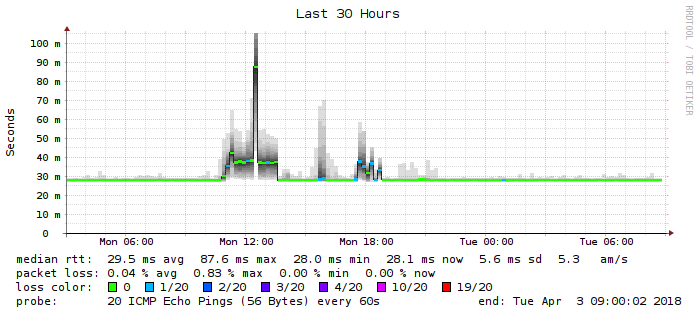 Last 30 Hours
RRDTOOL / TOBI OETIKER
Seconds
100 m
90 m
80 m
70 m
60 m
50 m
40 m
30 m
20 m
10 m
0
Mon 06:00 Mon 12:00 Mon 18:00 Tue 00:00 Tue 06:00
median rtt: 29.5 ms avg 87.6 ms max 28.0 ms min 28.1 ms now 5.6 ms sd 5.3 am/s
packet loss: 0.04 % avg 0.83 % max 0.00 % min 0.00 % now
loss color: 0 1/20 2/20 3/20 4/20 10/20 19/20
probe: 20 ICMP Echo Pings (56 Bytes) every 60s end: Tue Apr 3 09:00:02 2018